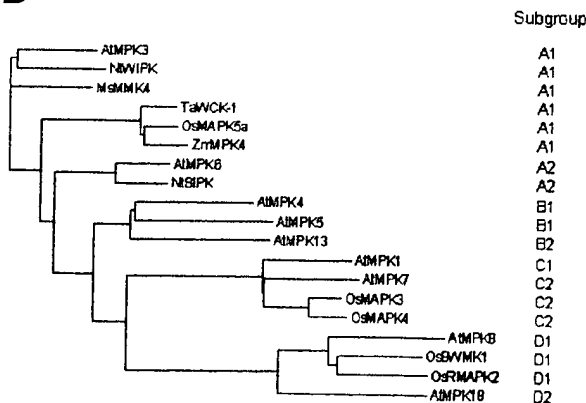 Subgroup
AtMPK3 A1
NtWIPK A1
MsMMK4 A1
TaWCK-1 A1
OsMAPK5a A1
ZmMPK4 A1
AtMPK6 A2
NtSIPK A2
AtMPK4 B1
AtMPK5 B1
AtMPK13 B2
AtMPK1 C1
AtMPK7 C2
OsMAPK3 C2
OsMAPK4 C2
AtMPK8 D1
OsBWMK1 D1
OsRMAPK2 D1
AtMPK18 D2